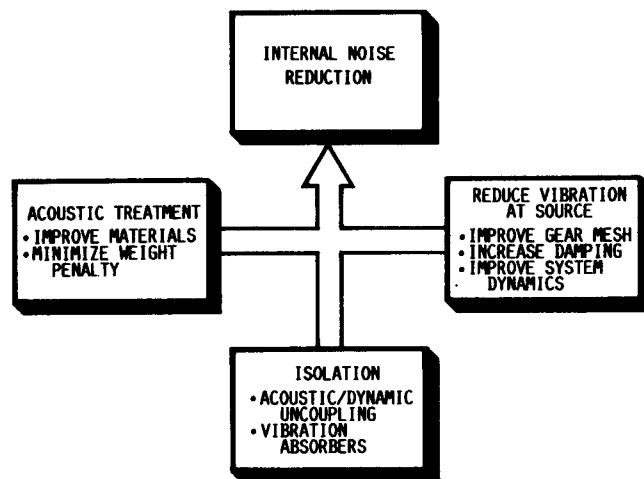 INTERNAL NOISE
REDUCTION
ACOUSTIC TREATMENT
• IMPROVE MATERIALS
• MINIMIZE WEIGHT
PENALTY
REDUCE VIBRATION
AT SOURCE
• IMPROVE GEAR MESH
• INCREASE DAMPING
• IMPROVE SYSTEM
DYNAMICS
ISOLATION
• ACOUSTIC/DYNAMIC
UNCOUPLING
• VIBRATION
ABSORBERS